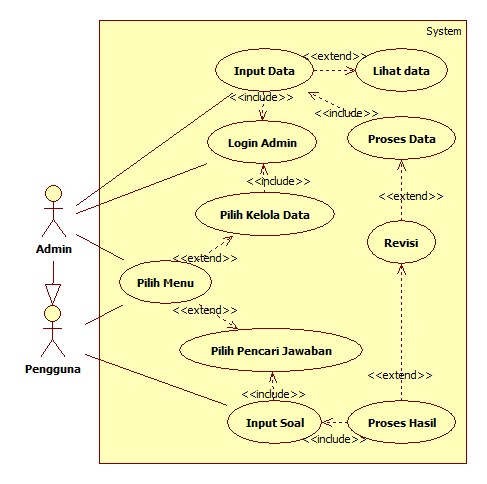 System
<<extend>>
Input Data
Lihat data
<<include>>
<<include>>
Login Admin
Proses Data
<<include>>
<<extend>>
Pilih Kelola Data
Admin
Revisi
<<extend>>
Pilih Menu
<<extend>>
Pilih Pencari Jawaban
Pengguna
<<extend>>
<<include>>
Input Soal
Proses Hasil
<<include>>